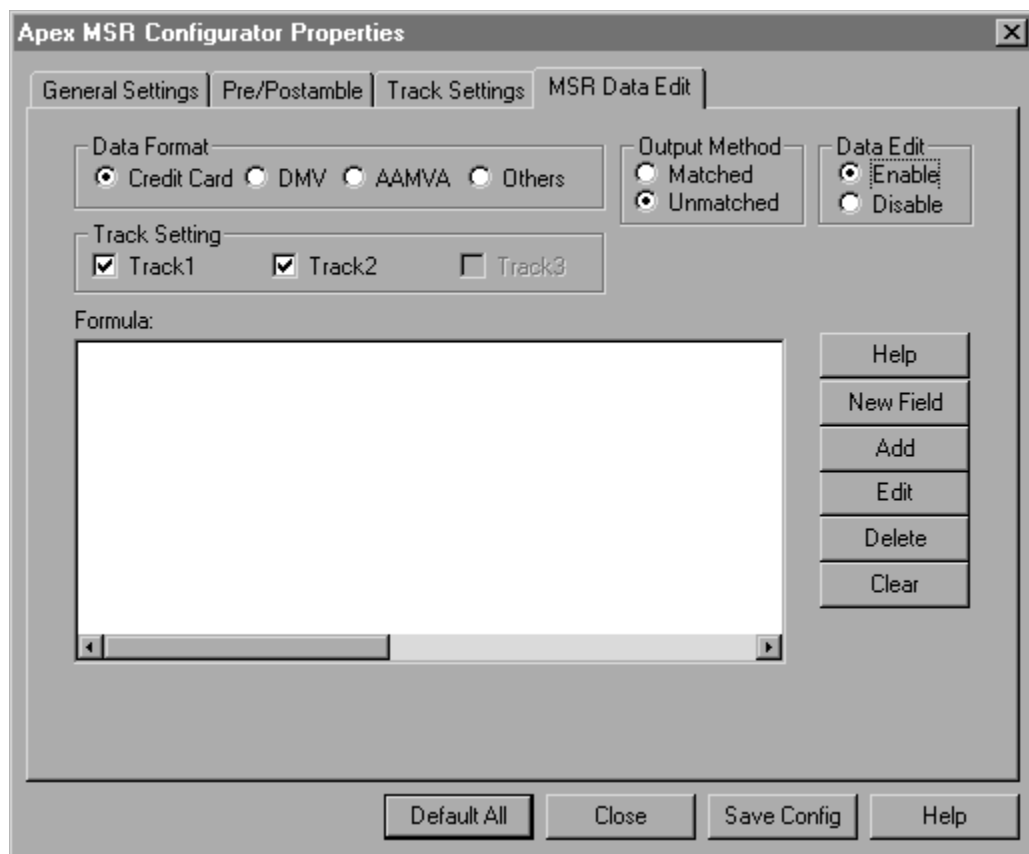 Apex MSR Configurator Properties
General Settings Pre/Postamble Track Settings MSR Data Edit
Data Format
Credit Card DMV AAMVA Others
Output Method
Matched
Unmatched
Data Edit
Enable
Disable
Track Setting
Track1 Track2 Track3
Formula:
Help
New Field
Add
Edit
Delete
Clear
Default All Close Save Config Help